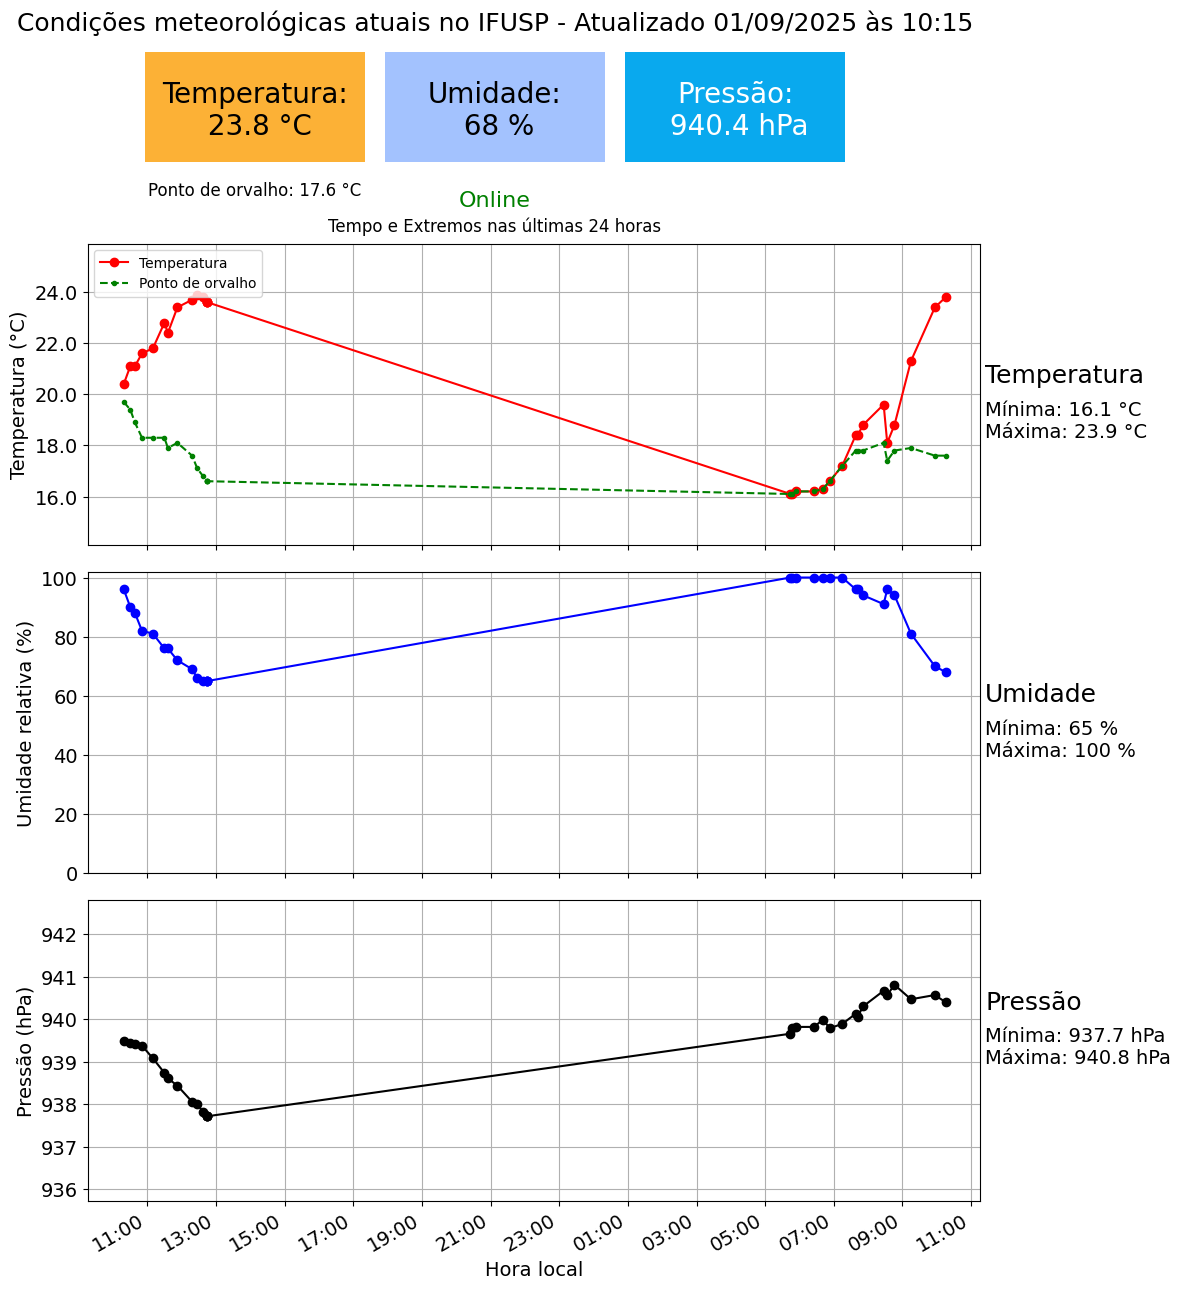 Condições meteorológicas atuais no IFUSP - Atualizado 01/09/2025 às 10:15
Temperatura:
23.8 °C
Umidade:
68 %
Pressão:
940.4 hPa
Ponto de orvalho: 17.6 °C
Online
Tempo e Extremos nas últimas 24 horas
Temperatura
Ponto de orvalho
Temperatura (°C)
24.0
22.0
20.0
18.0
16.0
Temperatura
Mínima: 16.1 °C
Máxima: 23.9 °C
Umidade relativa (%)
100
80
60
40
20
0
Umidade
Mínima: 65 %
Máxima: 100 %
Pressão (hPa)
942
941
940
939
938
937
936
Pressão
Mínima: 937.7 hPa
Máxima: 940.8 hPa
11:00 13:00 15:00 17:00 19:00 21:00 23:00 01:00 03:00 05:00 07:00 09:00 11:00
Hora local